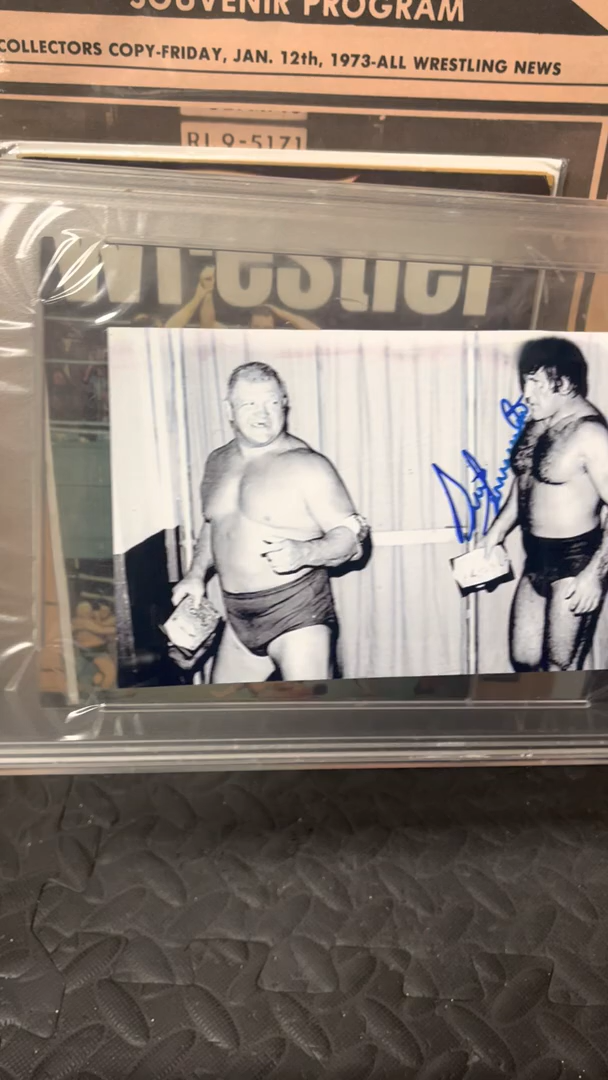 SOUVENIR PROGRAM
COLLECTORS COPY-FRIDAY, JAN. 12th, 1973-ALL WRESTLING NEWS
RI 9-5171
Wrestler